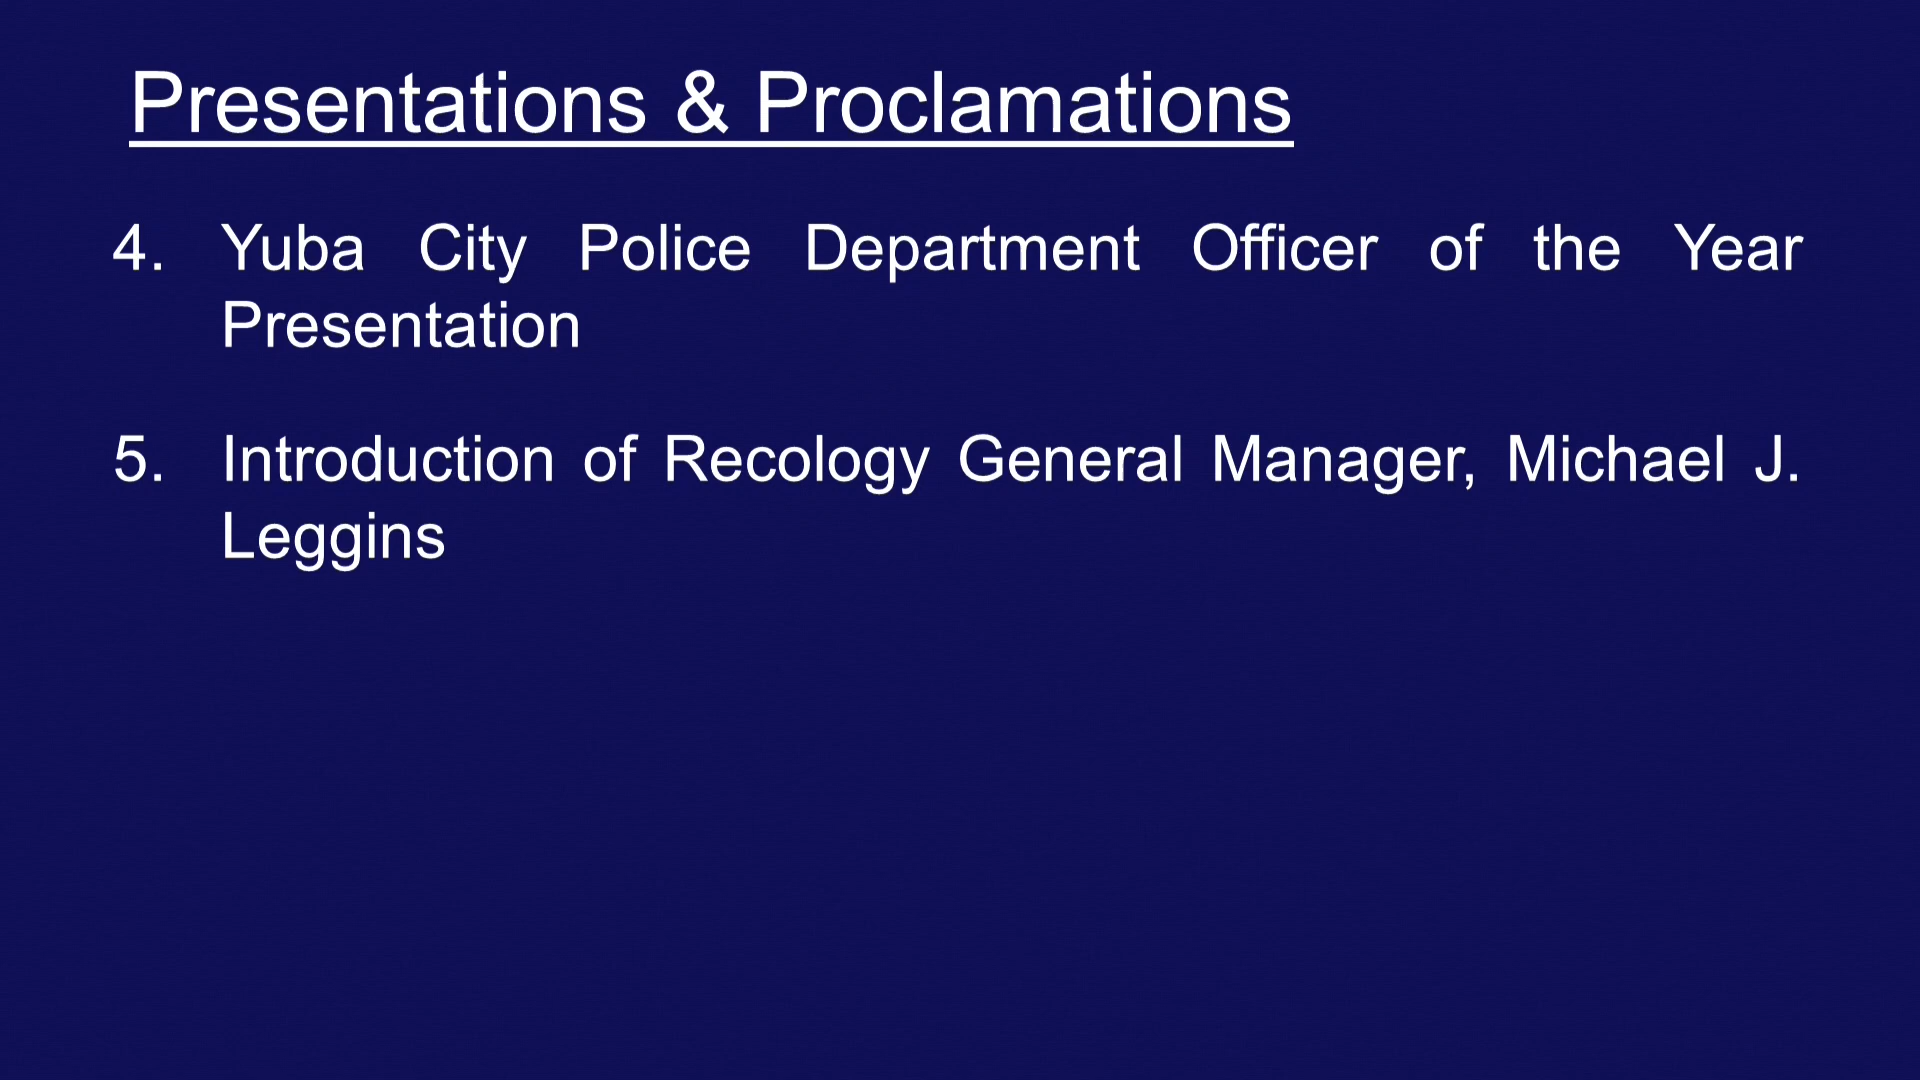 Presentations & Proclamations
4. Yuba City Police Department Officer of the Year
Presentation
5. Introduction of Recology General Manager, Michael J.
Leggins